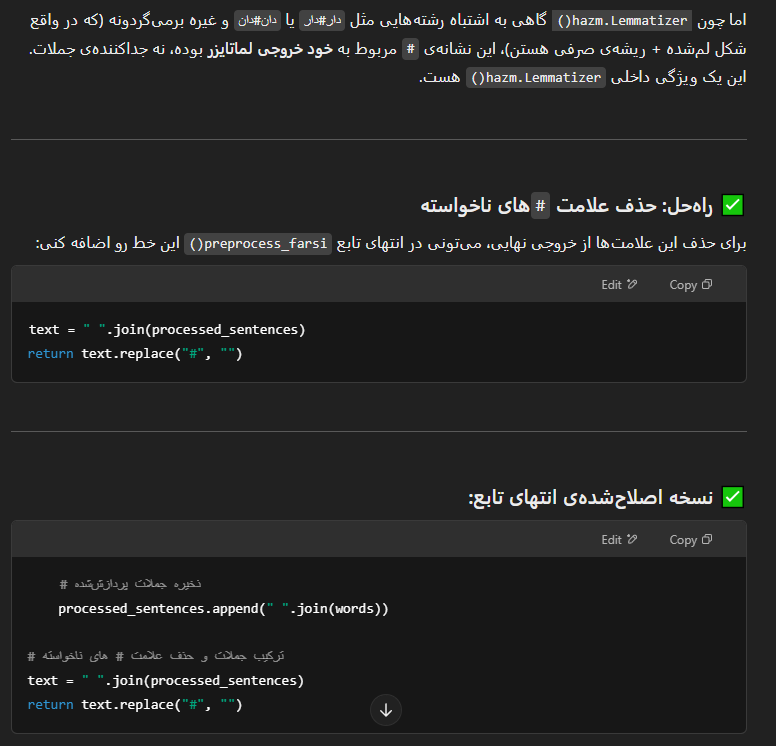 اما چون hazm.Lemmatizer() گاهی به اشتباه رشته‌هایی مثل دار#دار یا دان#دان و غیره برمی‌گردونه (که در واقع
شکل لم‌شده + ریشه‌ی صرفی هستن)، این نشانه‌ی # مربوط به خود خروجی لماتایزر بوده، نه جداکننده‌ی جملات.
این یک ویژگی داخلی hazm.Lemmatizer() هست.
✅ راه‌حل: حذف علامت # های ناخواسته
برای حذف این علامت‌ها از خروجی نهایی، می‌تونی در انتهای تابع preprocess_farsi() این خط رو اضافه کنی:
Edit Copy
text = " ".join(processed_sentences)
return text.replace("#", "")
✅ نسخه اصلاح‌شده‌ی انتهای تابع:
Edit Copy
# ذخیره جملات پردازش‌شده
processed_sentences.append(" ".join(words))
# ترکیب جملات و حذف علامت # های ناخواسته
text = " ".join(processed_sentences)
return text.replace("#", "")